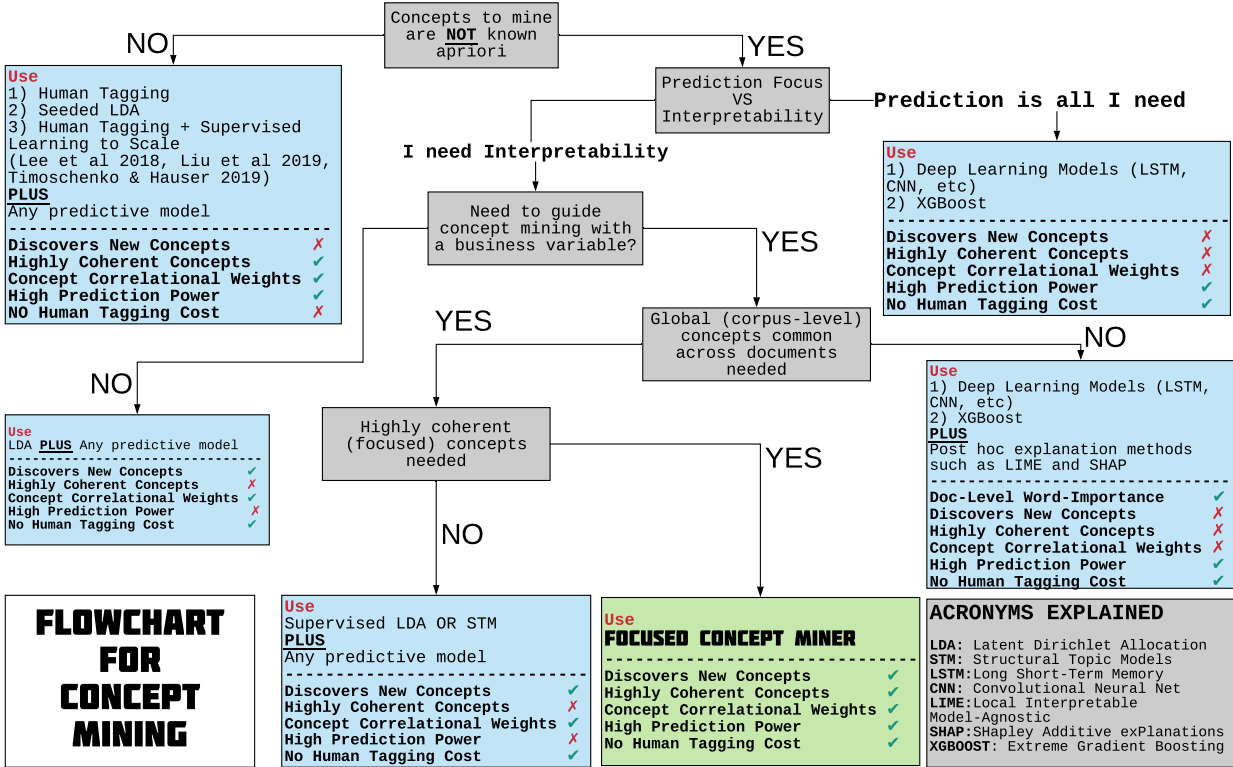 Concepts to mine
are NOT known
apriori
NO
YES
Use
1) Human Tagging
2) Seeded LDA
3) Human Tagging + Supervised
Learning to Scale
(Lee et al 2018, Liu et al 2019,
Timoschenko & Hauser 2019)
PLUS
Any predictive model
Discovers New Concepts ✗
Highly Coherent Concepts ✔
Concept Correlational Weights ✔
High Prediction Power ✔
NO Human Tagging Cost ✗
Prediction Focus
VS
Interpretability
Prediction is all I need
I need Interpretability
Use
1) Deep Learning Models (LSTM,
CNN, etc)
2) XGBoost
Discovers New Concepts ✗
Highly Coherent Concepts ✗
Concept Correlational Weights ✗
High Prediction Power ✔
No Human Tagging Cost ✔
Need to guide
concept mining with
a business variable?
YES
NO
Global (corpus-level)
concepts common
across documents
needed
YES
NO
Use
LDA PLUS Any predictive model
Discovers New Concepts ✔
Highly Coherent Concepts ✗
Concept Correlational Weights ✔
High Prediction Power ✗
No Human Tagging Cost ✔
Highly coherent
(focused) concepts
needed
YES
NO
Use
1) Deep Learning Models (LSTM,
CNN, etc)
2) XGBoost
PLUS
Post hoc explanation methods
such as LIME and SHAP
Doc-Level Word-Importance ✔
Discovers New Concepts ✗
Highly Coherent Concepts ✗
Concept Correlational Weights ✗
High Prediction Power ✔
No Human Tagging Cost ✔
FLOWCHART
FOR
CONCEPT
MINING
Use
Supervised LDA OR STM
PLUS
Any predictive model
Discovers New Concepts ✔
Highly Coherent Concepts ✗
Concept Correlational Weights ✔
High Prediction Power ✗
No Human Tagging Cost ✔
Use
FOCUSED CONCEPT MINER
Discovers New Concepts ✔
Highly Coherent Concepts ✔
Concept Correlational Weights ✔
High Prediction Power ✔
No Human Tagging Cost ✔
ACRONYMS EXPLAINED
LDA: Latent Dirichlet Allocation
STM: Structural Topic Models
LSTM:Long Short-Term Memory
CNN: Convolutional Neural Net
LIME:Local Interpretable
Model-Agnostic
SHAP:SHapley Additive exPlanations
XGBOOST: Extreme Gradient Boosting